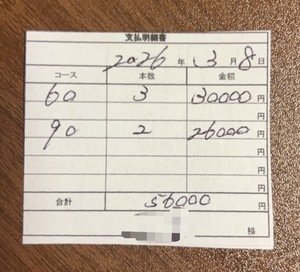 支払明細書
2026 年 3 月 8 日
コース 本数 金額
60 3 30000 円
90 2 26000 円
円
円
円
合計 56000 円
様